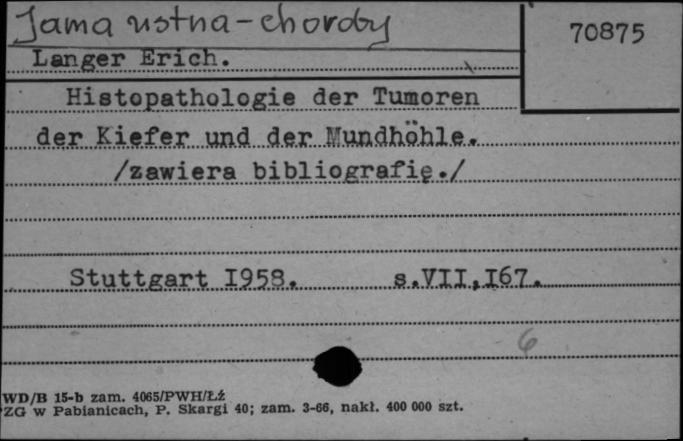 Jama ustna - choroby
70875
Langer Erich.
Histopathologie der Tumoren
der Kiefer und der Mundhöhle.
/zawiera bibliografię./
Stuttgart I958. s.VII,I67.
6
WD/B 15-b zam. 4065/PWH/Łź
ZG w Pabianicach, P. Skargi 40; zam. 3-66, nakł. 400 000 szt.